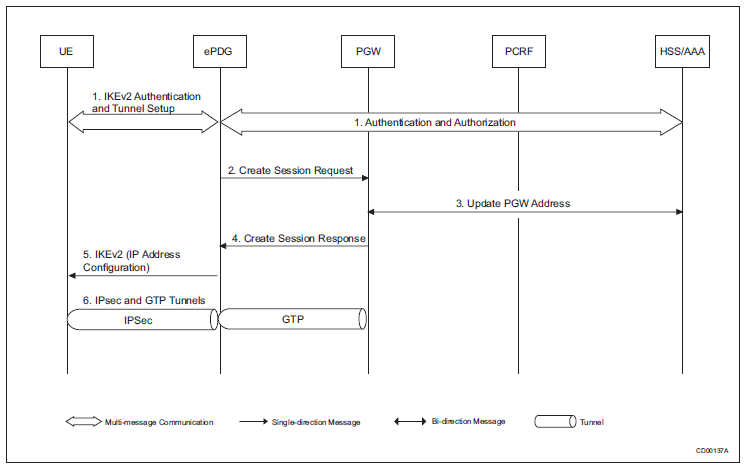 UE
ePDG
PGW
PCRF
HSS/AAA
1. IKEv2 Authentication
and Tunnel Setup
1. Authentication and Authorization
2. Create Session Request
3. Update PGW Address
4. Create Session Response
5. IKEv2 (IP Address
Configuration)
6. IPsec and GTP Tunnels
IPSec
GTP
Multi-message Communication
Single-direction Message
Bi-direction Message
Tunnel
CD00137A